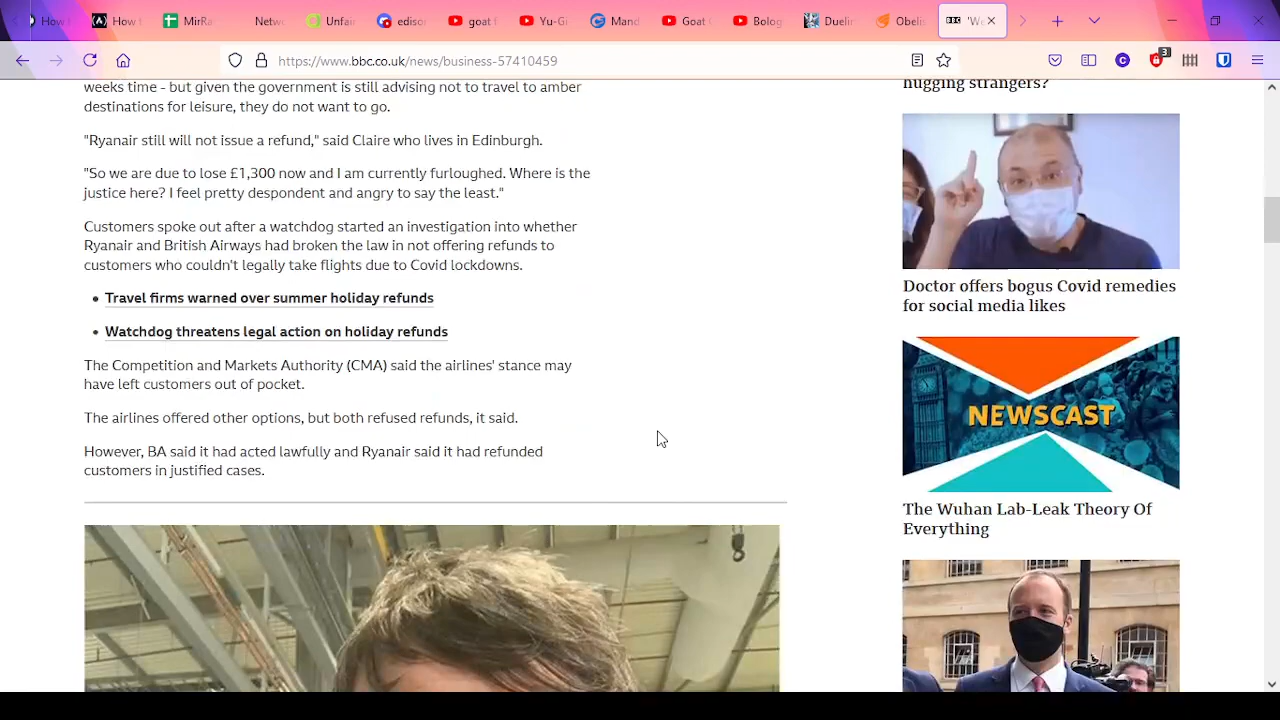 How t
How t
MirRa
Netw
Unfair
edisor
goat f
Yu-Gi
Mand
Goat
Bolog
Duelin
Obelis
BBC
'We
https://www.bbc.co.uk/news/business-57410459
3
weeks time - but given the government is still advising not to travel to amber
destinations for leisure, they do not want to go.
"Ryanair still will not issue a refund," said Claire who lives in Edinburgh.
"So we are due to lose £1,300 now and I am currently furloughed. Where is the
justice here? I feel pretty despondent and angry to say the least."
Customers spoke out after a watchdog started an investigation into whether
Ryanair and British Airways had broken the law in not offering refunds to
customers who couldn't legally take flights due to Covid lockdowns.
Travel firms warned over summer holiday refunds
Watchdog threatens legal action on holiday refunds
The Competition and Markets Authority (CMA) said the airlines' stance may
have left customers out of pocket.
The airlines offered other options, but both refused refunds, it said.
However, BA said it had acted lawfully and Ryanair said it had refunded
customers in justified cases.
hugging strangers?
Doctor offers bogus Covid remedies
for social media likes
NEWSCAST
The Wuhan Lab-Leak Theory Of
Everything